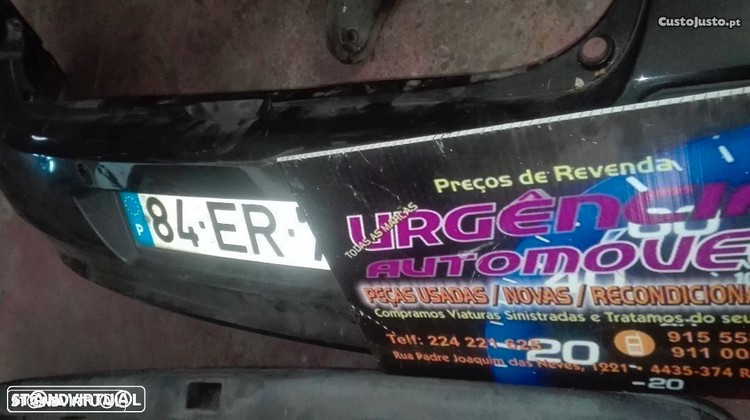 CustoJusto.pt
P
84·ER·7
Preços de Revenda
TODAS AS MARCAS
URGÊNCI
AUTOMÓVE
PEÇAS USADAS / NOVAS / RECONDICIONA
Compramos Viaturas Sinistradas e Tratamos do seu
Telf: 224 221 625
915 55
911 00
Rua Padre Joaquim das Neves, 1221 - 4435-374 R
20
-20
STANDVIRTUAL